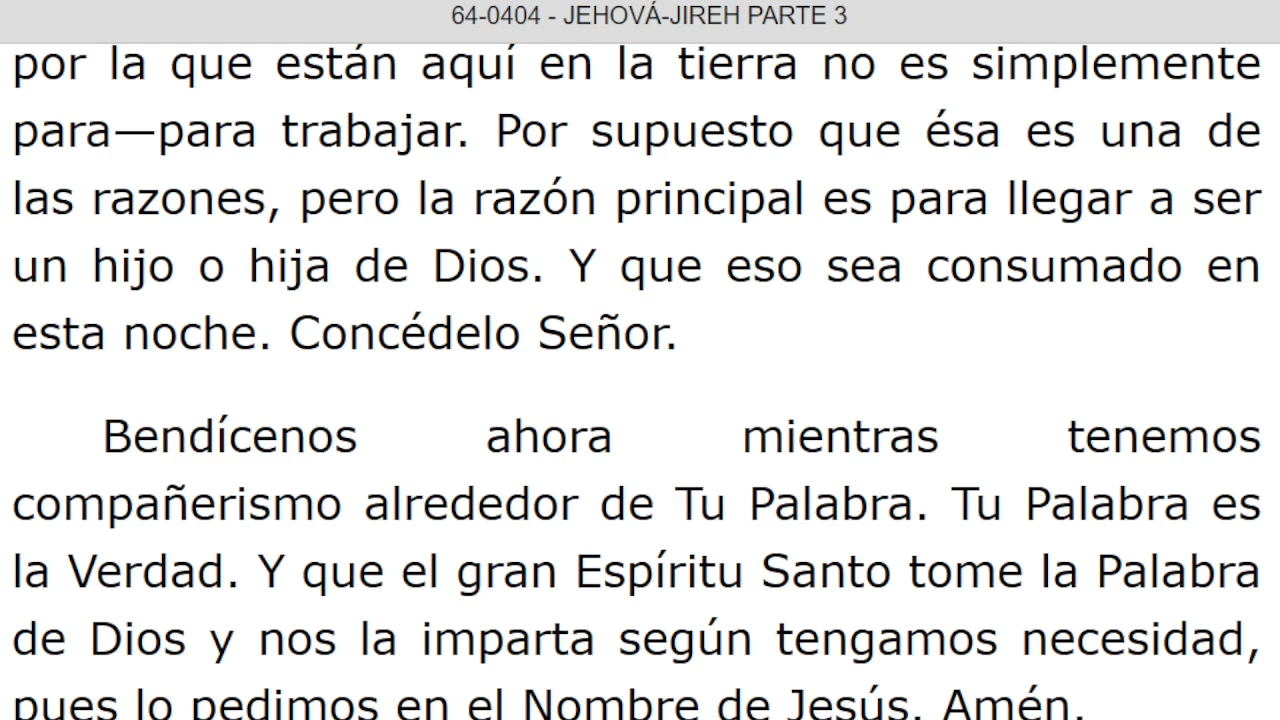 64-0404 - JEHOVÁ-JIREH PARTE 3
por la que están aquí en la tierra no es simplemente
para—para trabajar. Por supuesto que ésa es una de
las razones, pero la razón principal es para llegar a ser
un hijo o hija de Dios. Y que eso sea consumado en
esta noche. Concédelo Señor.
Bendícenos ahora mientras tenemos
compañerismo alrededor de Tu Palabra. Tu Palabra es
la Verdad. Y que el gran Espíritu Santo tome la Palabra
de Dios y nos la imparta según tengamos necesidad,
pues lo pedimos en el Nombre de Jesús. Amén.